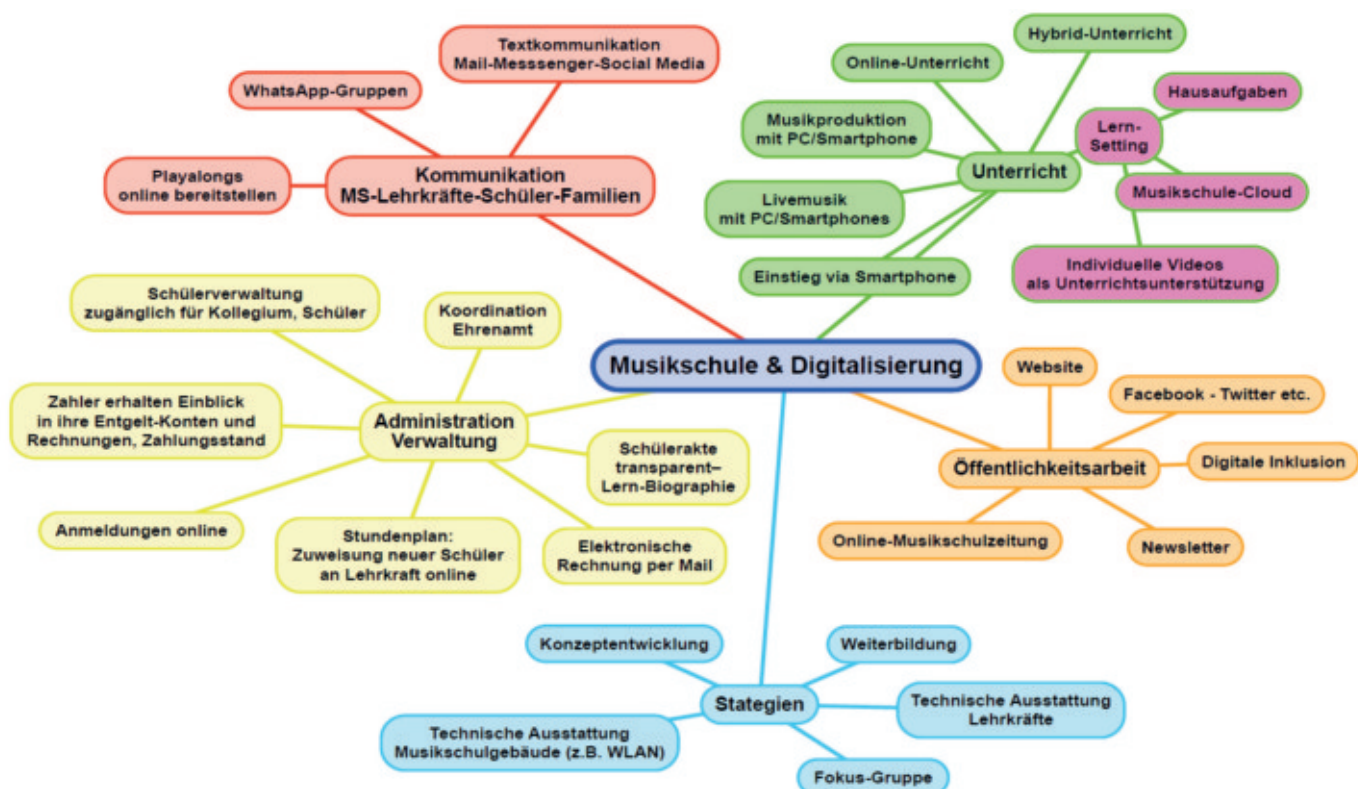 Textkommunikation
Mail-Messsenger-Social Media
WhatsApp-Gruppen
Playalongs
online bereitstellen
Kommunikation
MS-Lehrkräfte-Schüler-Familien
Hybrid-Unterricht
Online-Unterricht
Musikproduktion
mit PC/Smartphone
Livemusik
mit PC/Smartphones
Einstieg via Smartphone
Unterricht
Lern-
Setting
Hausaufgaben
Musikschule-Cloud
Individuelle Videos
als Unterrichtsunterstützung
Musikschule & Digitalisierung
Schülerverwaltung
zugänglich für Kollegium, Schüler
Koordination
Ehrenamt
Zahler erhalten Einblick
in ihre Entgelt-Konten und
Rechnungen, Zahlungsstand
Administration
Verwaltung
Schülerakte
transparent–
Lern-Biographie
Anmeldungen online
Stundenplan:
Zuweisung neuer Schüler
an Lehrkraft online
Elektronische
Rechnung per Mail
Website
Facebook - Twitter etc.
Öffentlichkeitsarbeit
Digitale Inklusion
Online-Musikschulzeitung
Newsletter
Konzeptentwicklung
Weiterbildung
Stategien
Technische Ausstattung
Lehrkräfte
Technische Ausstattung
Musikschulgebäude (z.B. WLAN)
Fokus-Gruppe